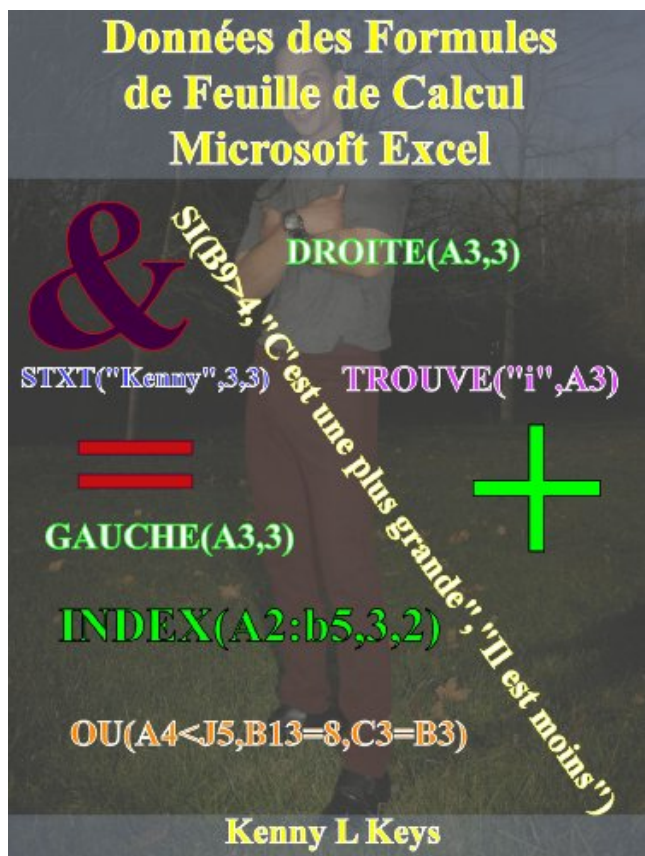 Données des Formules
de Feuille de Calcul
Microsoft Excel
&
SI(B9>4,"C'est une plus grande","Il est moins")
DROITE(A3,3)
STXT("Kenny",3,3)
TROUVE("i",A3)
=
+
GAUCHE(A3,3)
INDEX(A2:b5,3,2)
OU(A4<J5,B13=8,C3=B3)
Kenny L Keys